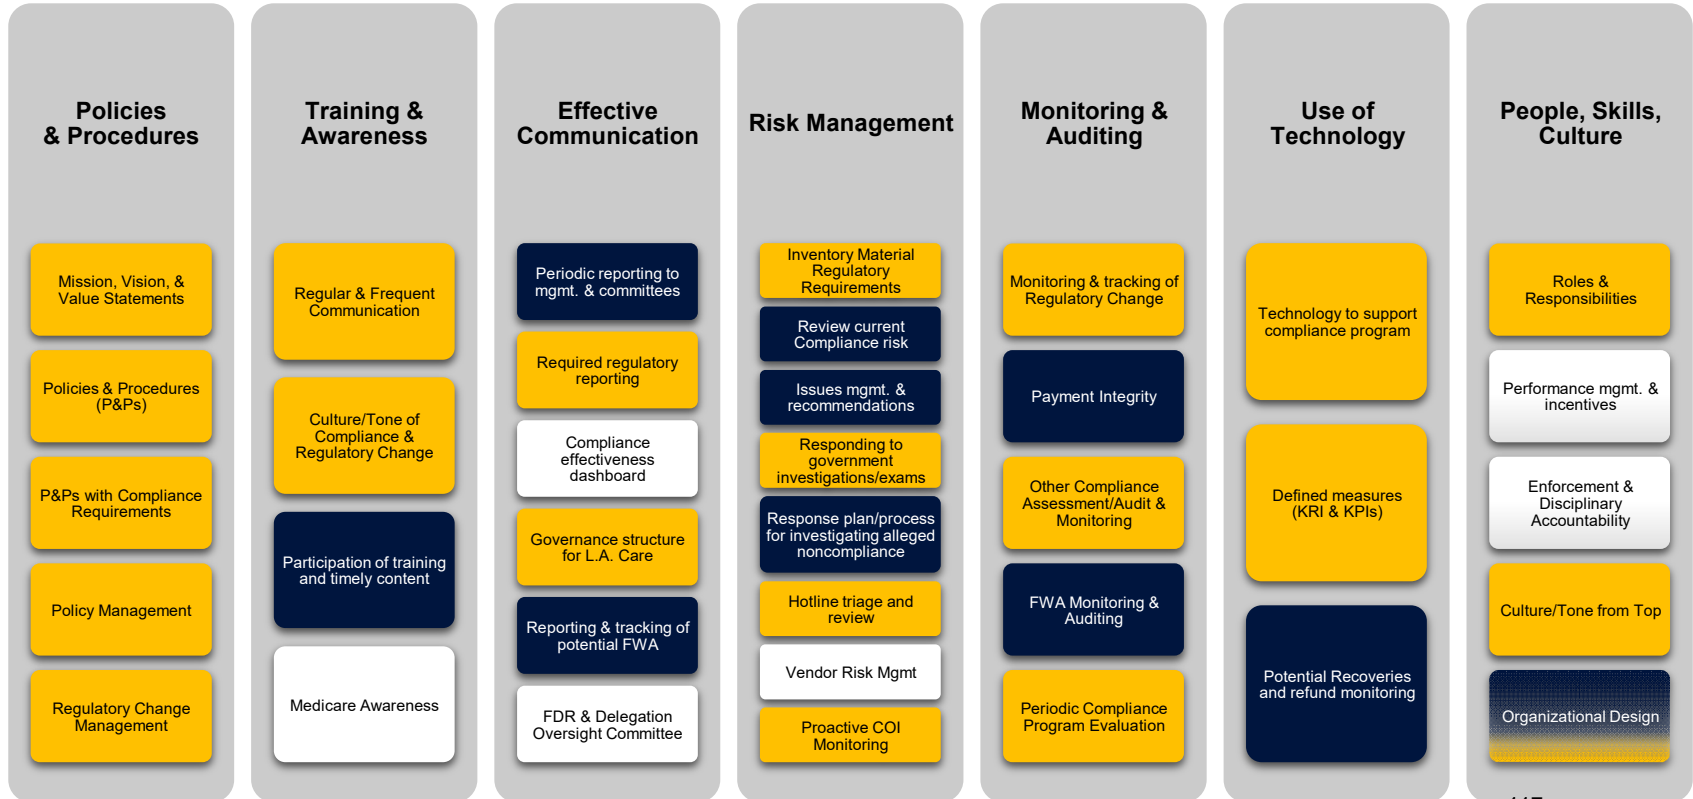 Policies
& Procedures
Mission, Vision, &
Value Statements
Policies & Procedures
(P&Ps)
P&Ps with Compliance
Requirements
Policy Management
Regulatory Change
Management
Training &
Awareness
Regular & Frequent
Communication
Culture/Tone of
Compliance &
Regulatory Change
Participation of training
and timely content
Medicare Awareness
Effective
Communication
Periodic reporting to
mgmt. & committees
Required regulatory
reporting
Compliance
effectiveness
dashboard
Governance structure
for L.A. Care
Reporting & tracking of
potential FWA
FDR & Delegation
Oversight Committee
Risk Management
Inventory Material
Regulatory
Requirements
Review current
Compliance risk
Issues mgmt. &
recommendations
Responding to
government
investigations/exams
Response plan/process
for investigating alleged
noncompliance
Hotline triage and
review
Vendor Risk Mgmt
Proactive COI
Monitoring
Monitoring &
Auditing
Monitoring & tracking of
Regulatory Change
Payment Integrity
Other Compliance
Assessment/Audit &
Monitoring
FWA Monitoring &
Auditing
Periodic Compliance
Program Evaluation
Use of
Technology
Technology to support
compliance program
Defined measures
(KRI & KPIs)
Potential Recoveries
and refund monitoring
People, Skills,
Culture
Roles &
Responsibilities
Performance mgmt. &
incentives
Enforcement &
Disciplinary
Accountability
Culture/Tone from Top
Organizational Design